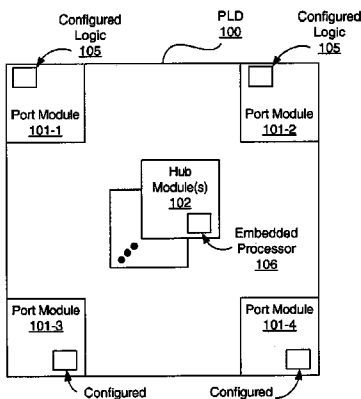 Configured
Logic
105
PLD
100
Configured
Logic
105
Port Module
101-1
Port Module
101-2
Hub
Module(s)
102
Embedded
Processor
106
Port Module
101-3
Port Module
101-4
Configured
Configured